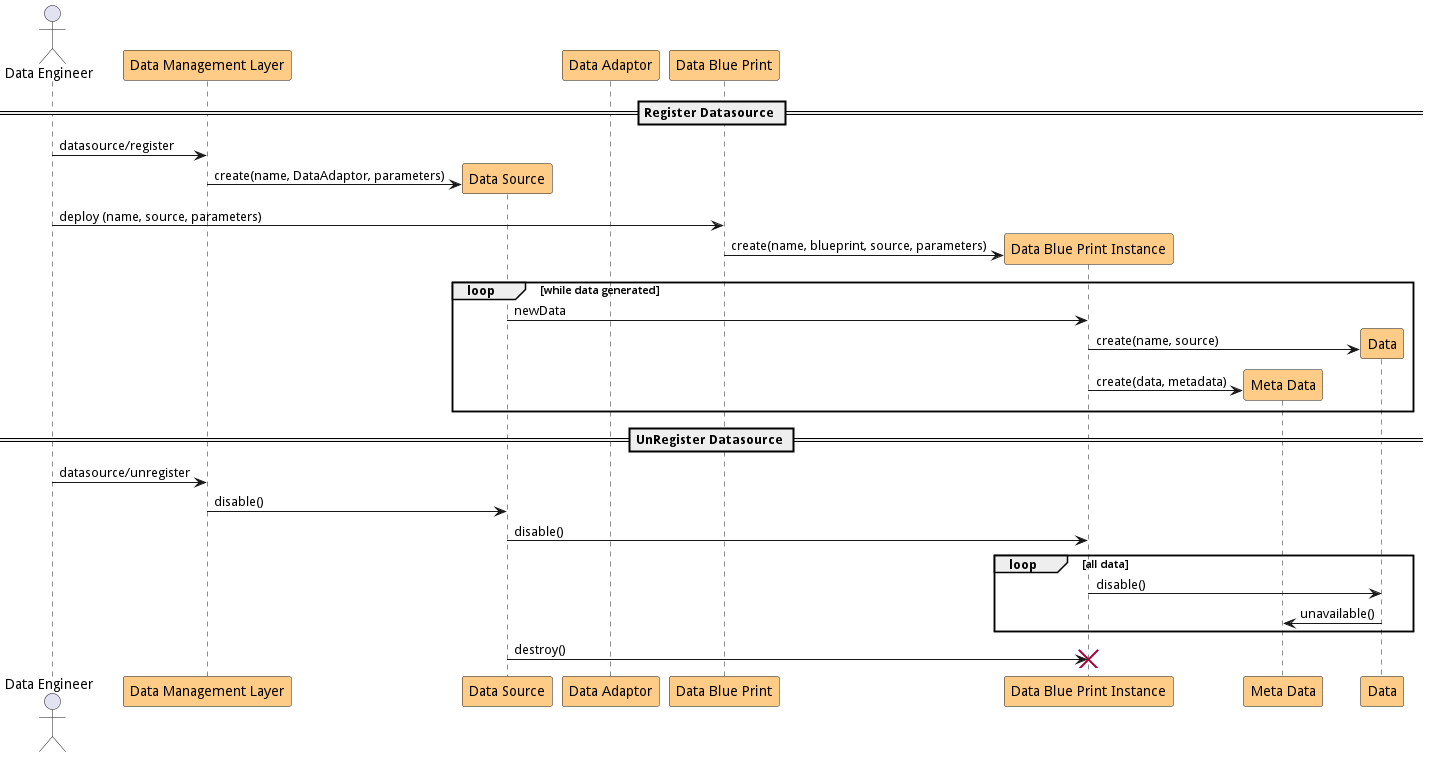 Data Engineer
Data Management Layer
Data Adaptor
Data Blue Print
Register Datasource
datasource/register
create(name, DataAdaptor, parameters)
Data Source
deploy (name, source, parameters)
create(name, blueprint, source, parameters)
Data Blue Print Instance
loop
[while data generated]
newData
create(name, source)
Data
create(data, metadata)
Meta Data
UnRegister Datasource
datasource/unregister
disable()
disable()
loop
[all data]
disable()
unavailable()
destroy()
Data Engineer
Data Management Layer
Data Source
Data Adaptor
Data Blue Print
Data Blue Print Instance
Meta Data
Data